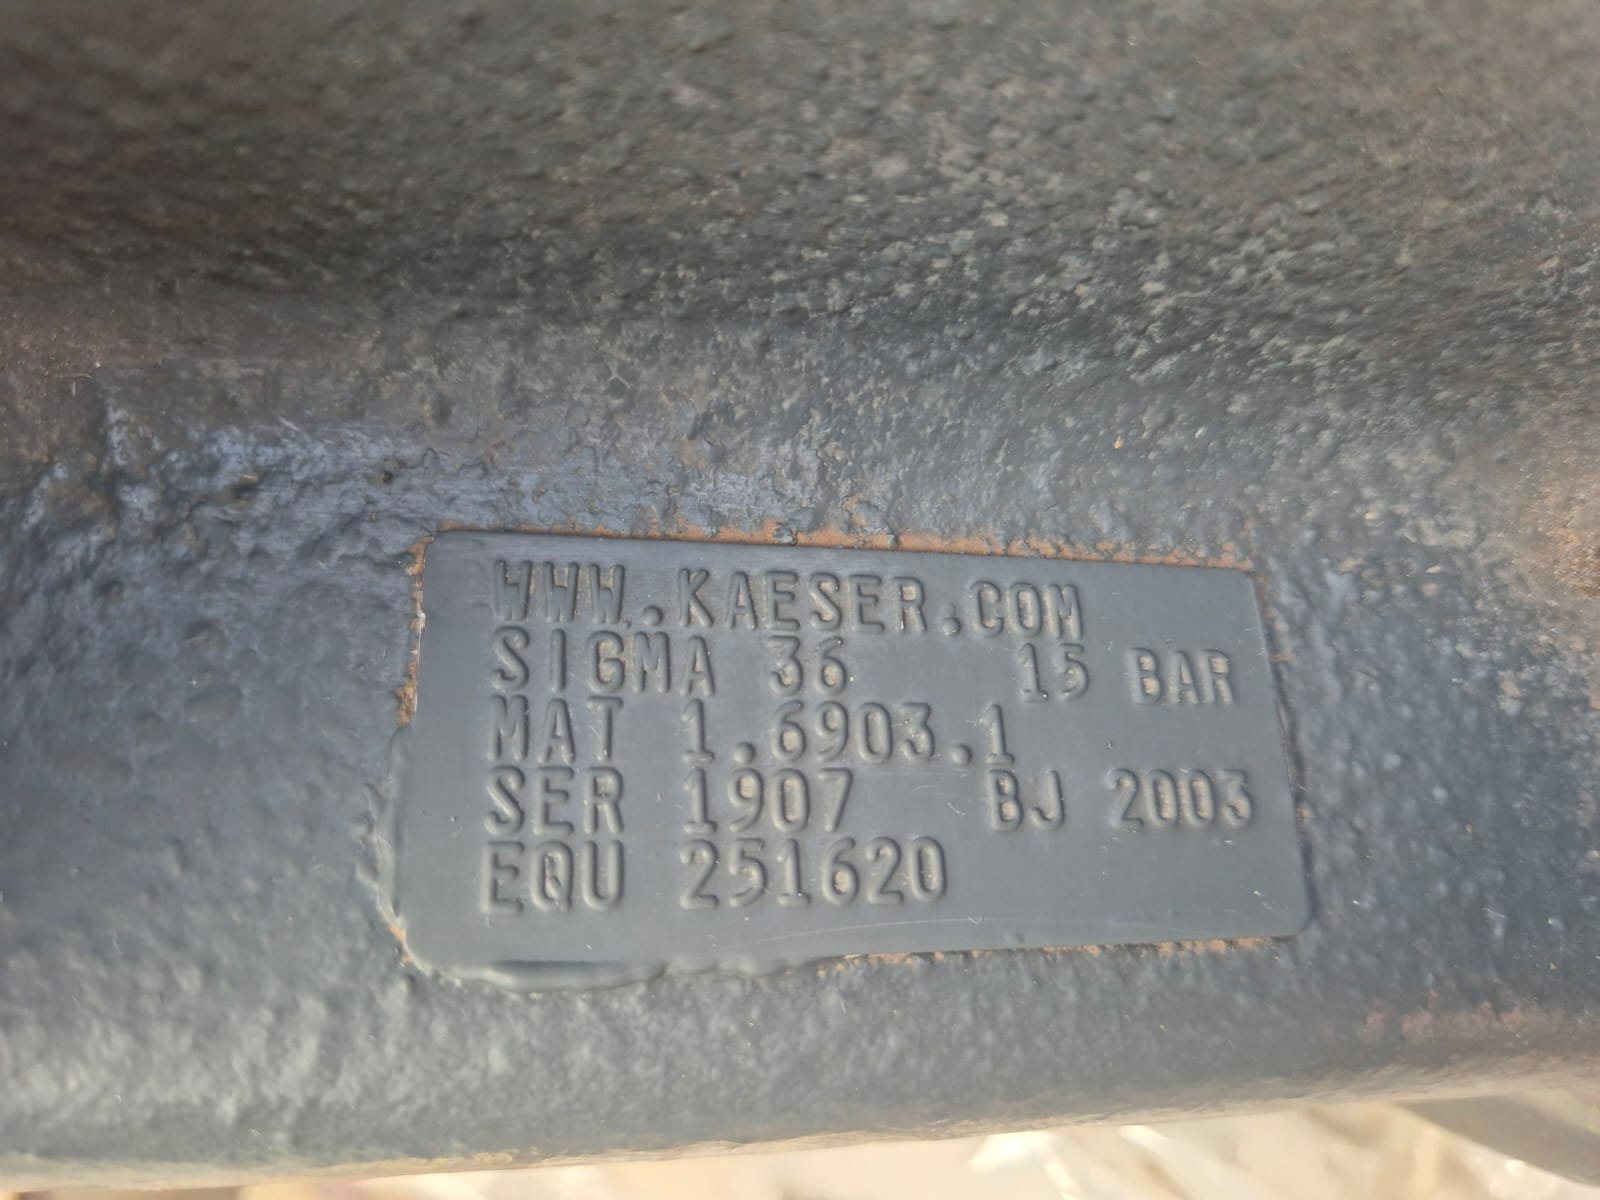 WWW.KAESER.COM
SIGMA 36 15 BAR
MAT 1.6903.1
SER 1907 BJ 2003
EQU 251620